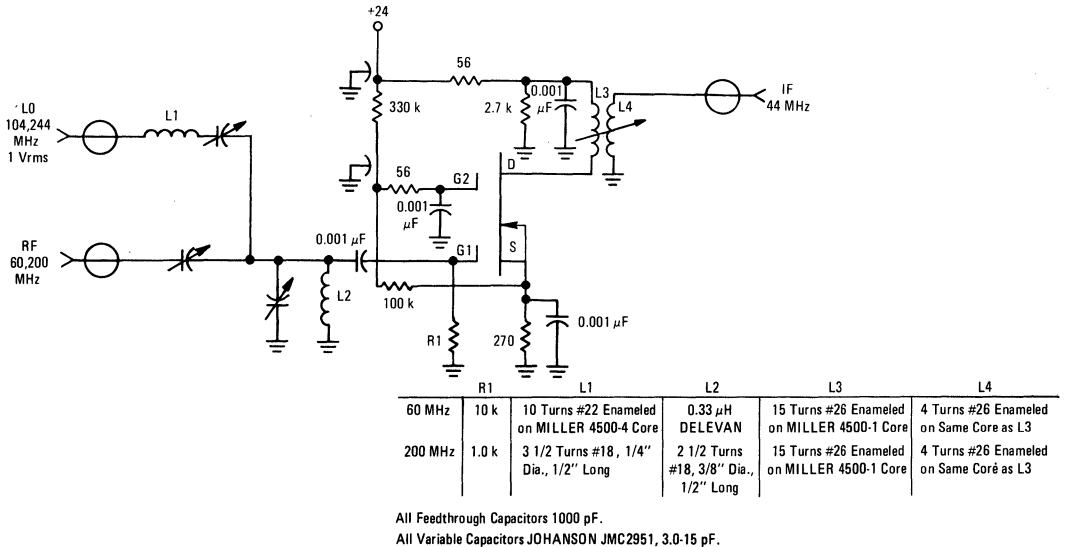 +24
56
0.001
µF
L3
IF
44 MHz
330 k
2.7 k
L4
L0
104,244
MHz
1 Vrms
L1
56
G2
D
0.001
µF
S
RF
60,200
MHz
0.001 µF
G1
L2
100 k
0.001 µF
R1
270
R1 L1 L2 L3 L4
60 MHz 10 k 10 Turns #22 Enameled 0.33 µH 15 Turns #26 Enameled 4 Turns #26 Enameled
on MILLER 4500-4 Core DELEVAN on MILLER 4500-1 Core on Same Core as L3
200 MHz 1.0 k 3 1/2 Turns #18, 1/4" 2 1/2 Turns 15 Turns #26 Enameled 4 Turns #26 Enameled
Dia., 1/2" Long #18, 3/8" Dia., on MILLER 4500-1 Core on Same Core as L3
1/2" Long
All Feedthrough Capacitors 1000 pF.
All Variable Capacitors JOHANSON JMC2951, 3.0-15 pF.